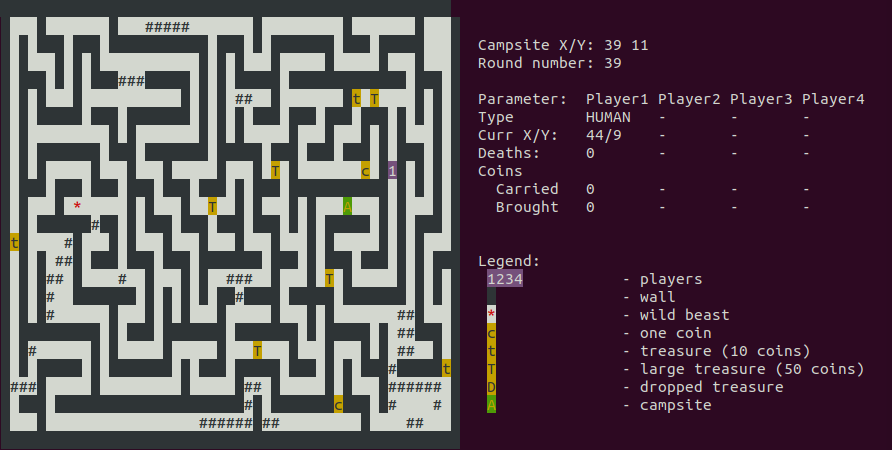 #####
Campsite X/Y: 39 11
Round number: 39
###
## t T
Parameter: Player1 Player2 Player3 Player4
Type HUMAN - - -
Curr X/Y: 44/9 - - -
Deaths: 0 - - -
T c 1
Coins
Carried 0 - - -
* T A
Brought 0 - - -
#
t #
##
Legend:
## # ### T
1234 - players
# #
- wall
# ##
* - wild beast
##
c - one coin
# T ##
t - treasure (10 coins)
# t
T - large treasure (50 coins)
### ## ######
D - dropped treasure
# c # #
A - campsite
###### ## ##